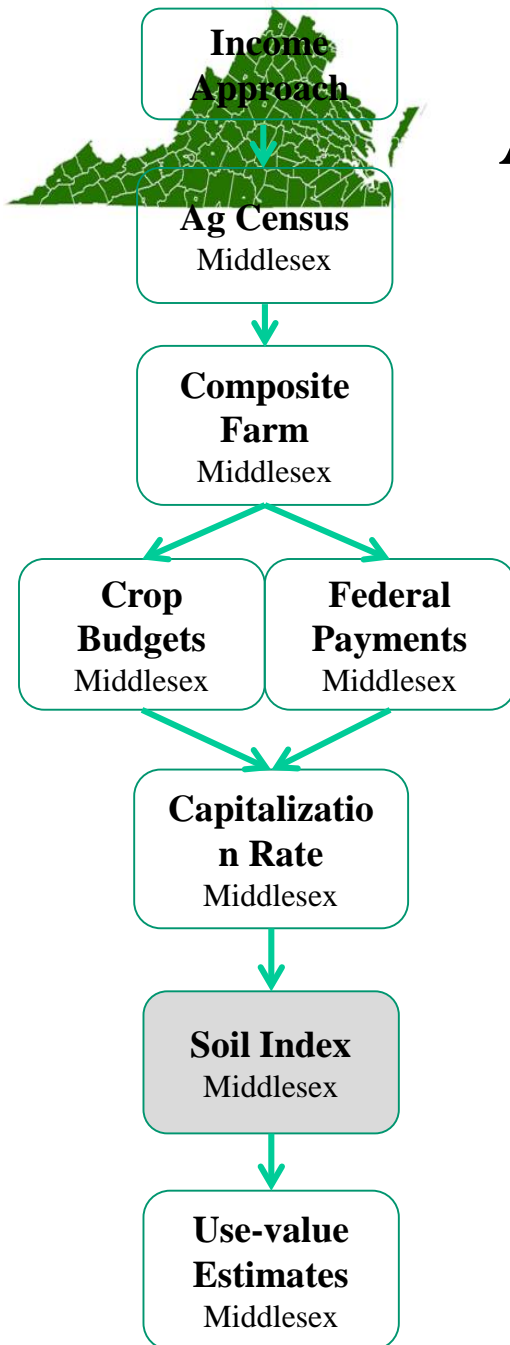 Income
Approach
Ag Census
Middlesex
Composite
Farm
Middlesex
Crop
Budgets
Middlesex
Federal
Payments
Middlesex
Capitalizatio
n Rate
Middlesex
Soil Index
Middlesex
Use-value
Estimates
Middlesex